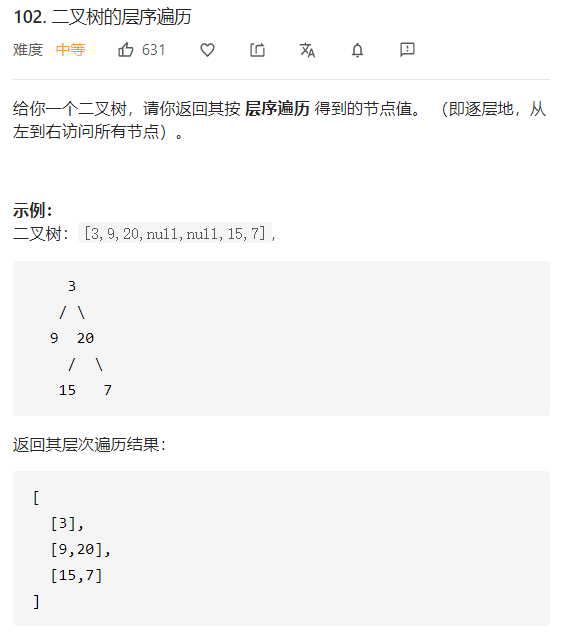 102. 二叉树的层序遍历
难度 中等 631
给你一个二叉树，请你返回其按 层序遍历 得到的节点值。 （即逐层地，从
左到右访问所有节点）。
示例：
二叉树：[3,9,20,null,null,15,7],
3
/ \
9 20
/ \
15 7
返回其层次遍历结果：
[
[3],
[9,20],
[15,7]
]